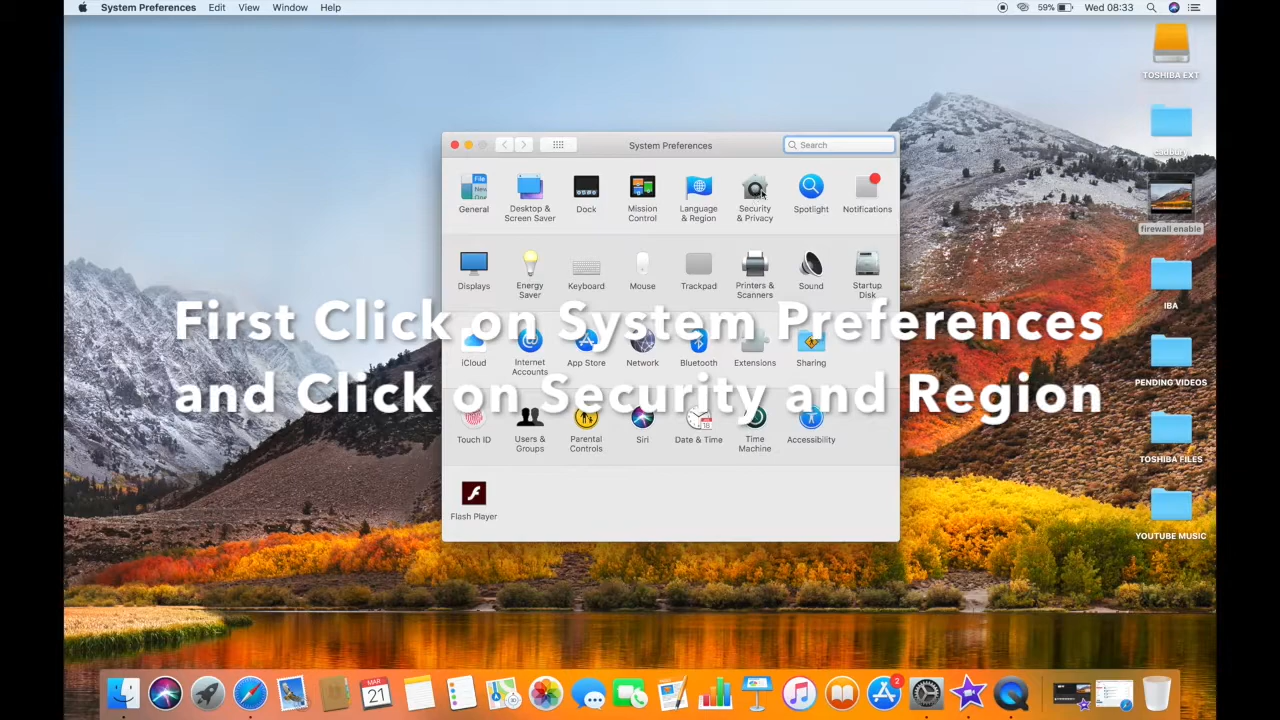 System Preferences Edit View Window Help 59% Wed 08:33
TOSHIBA EXT
cadbury
firewall enable
IBA
PENDING VIDEOS
TOSHIBA FILES
YOUTUBE MUSIC
System Preferences Search
General Desktop & Screen Saver Dock Mission Control Language & Region Security & Privacy Spotlight Notifications
Displays Energy Saver Keyboard Mouse Trackpad Printers & Scanners Sound Startup Disk
iCloud Internet Accounts App Store Network Bluetooth Extensions Sharing
Touch ID Users & Groups Parental Controls Siri Date & Time Time Machine Accessibility
Flash Player
First Click on System Preferences
and Click on Security and Region
MAR
21
2